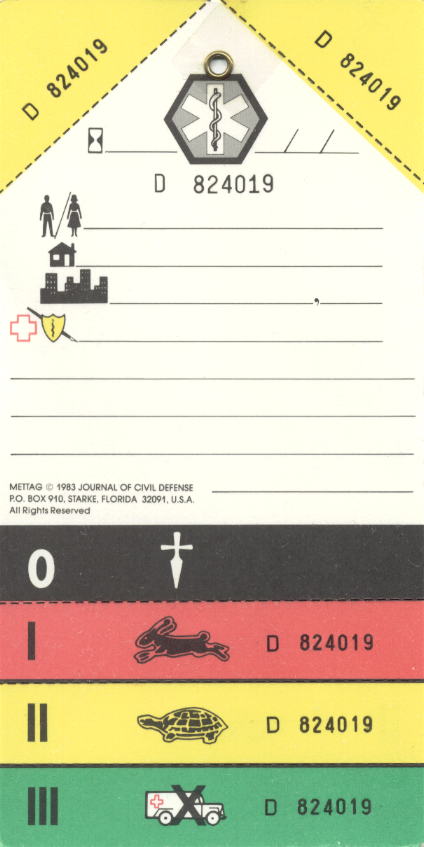 D 824019
D 824019
D 824019
,
METTAG © 1983 JOURNAL OF CIVIL DEFENSE
P.O. BOX 910, STARKE, FLORIDA 32091, U.S.A.
All Rights Reserved
0
I D 824019
II D 824019
III X D 824019